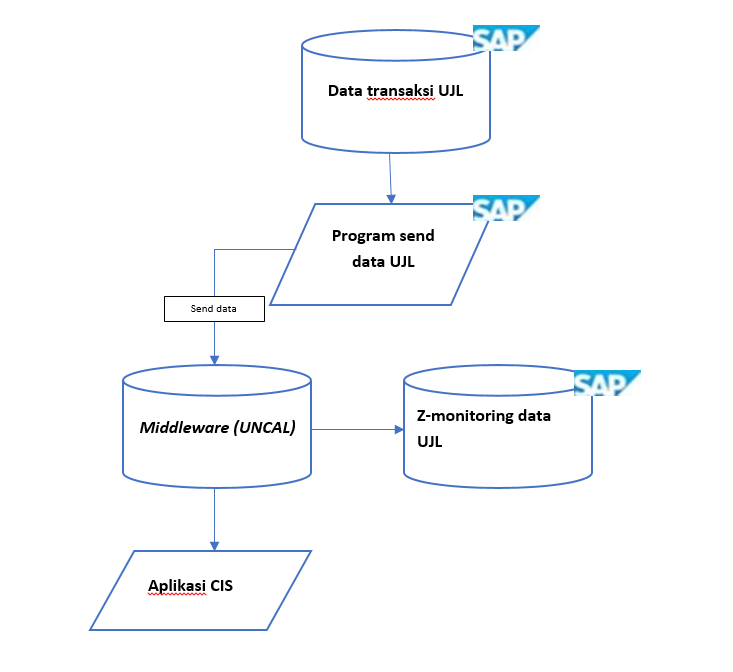 SAP
Data transaksi UJL
SAP
Program send
data UJL
Send data
SAP
Middleware (UNCAL)
Z-monitoring data
UJL
Aplikasi CIS